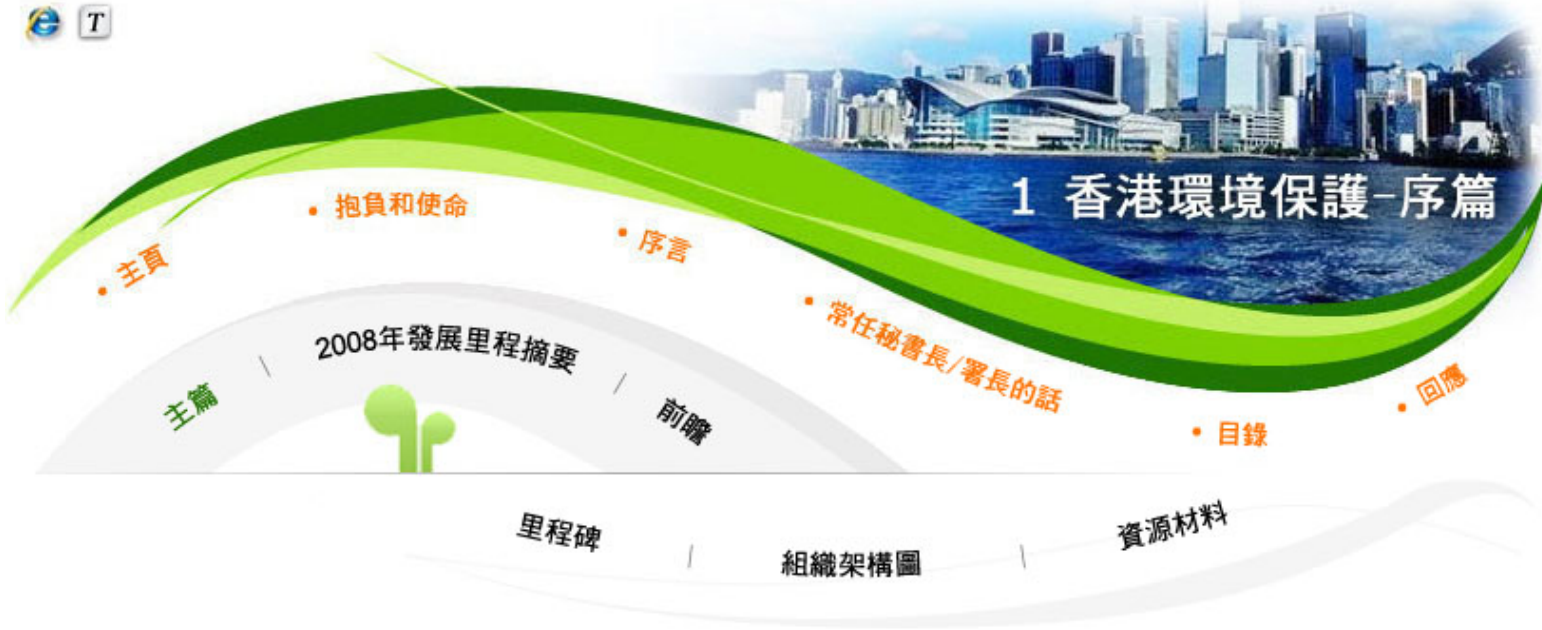 T
1 香港環境保護-序篇
• 主頁
• 抱負和使命
• 序言
• 常任秘書長/署長的話
• 目錄
• 回應
主篇 | 2008年發展里程摘要 | 前瞻
里程碑 | 組織架構圖 | 資源材料